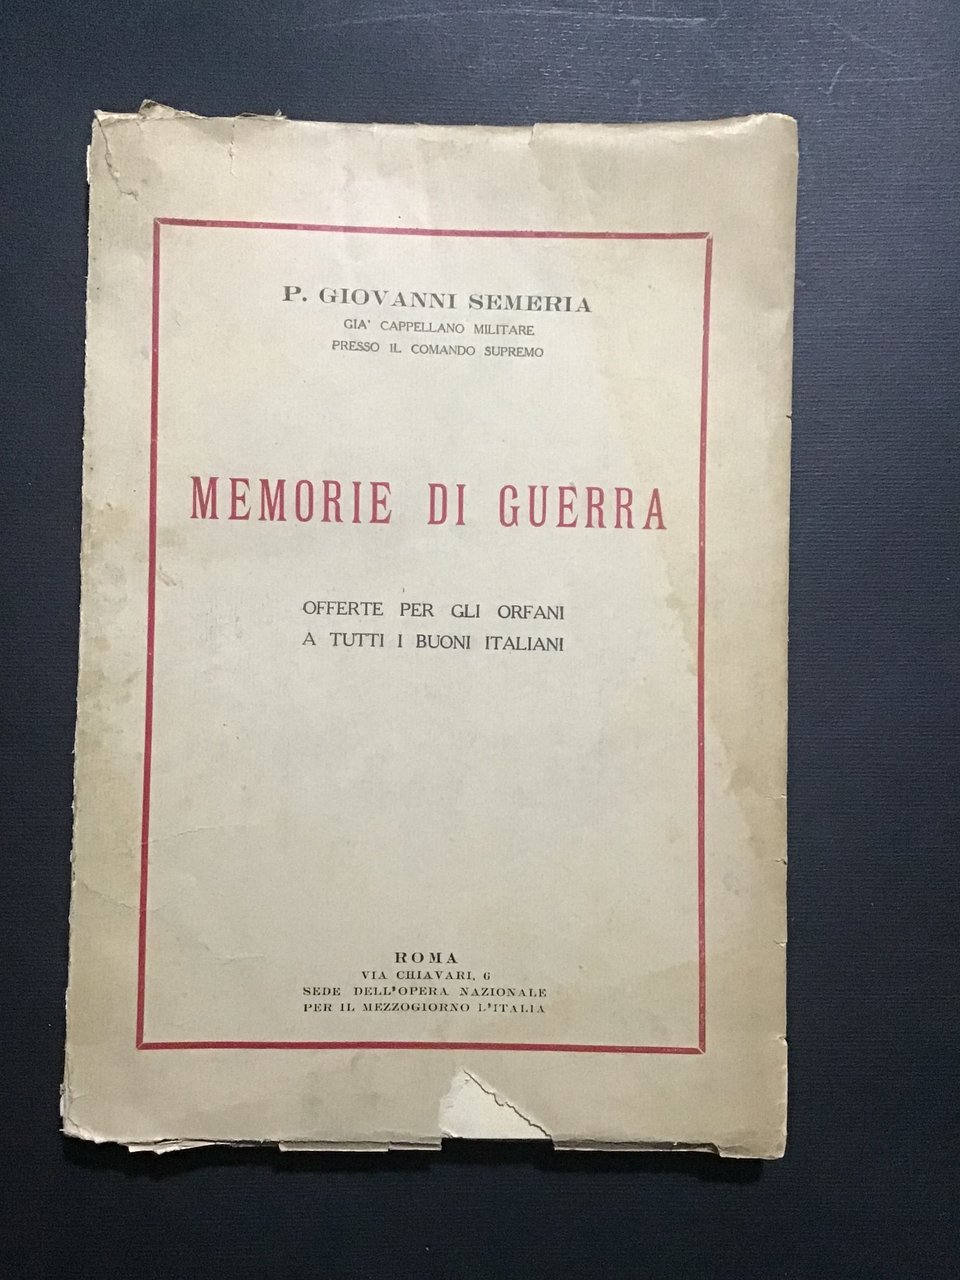 P. GIOVANNI SEMERIA
GIA' CAPPELLANO MILITARE
PRESSO IL COMANDO SUPREMO
MEMORIE DI GUERRA
OFFERTE PER GLI ORFANI
A TUTTI I BUONI ITALIANI
ROMA
VIA CHIAVARI, 6
SEDE DELL'OPERA NAZIONALE
PER IL MEZZOGIORNO L'ITALIA